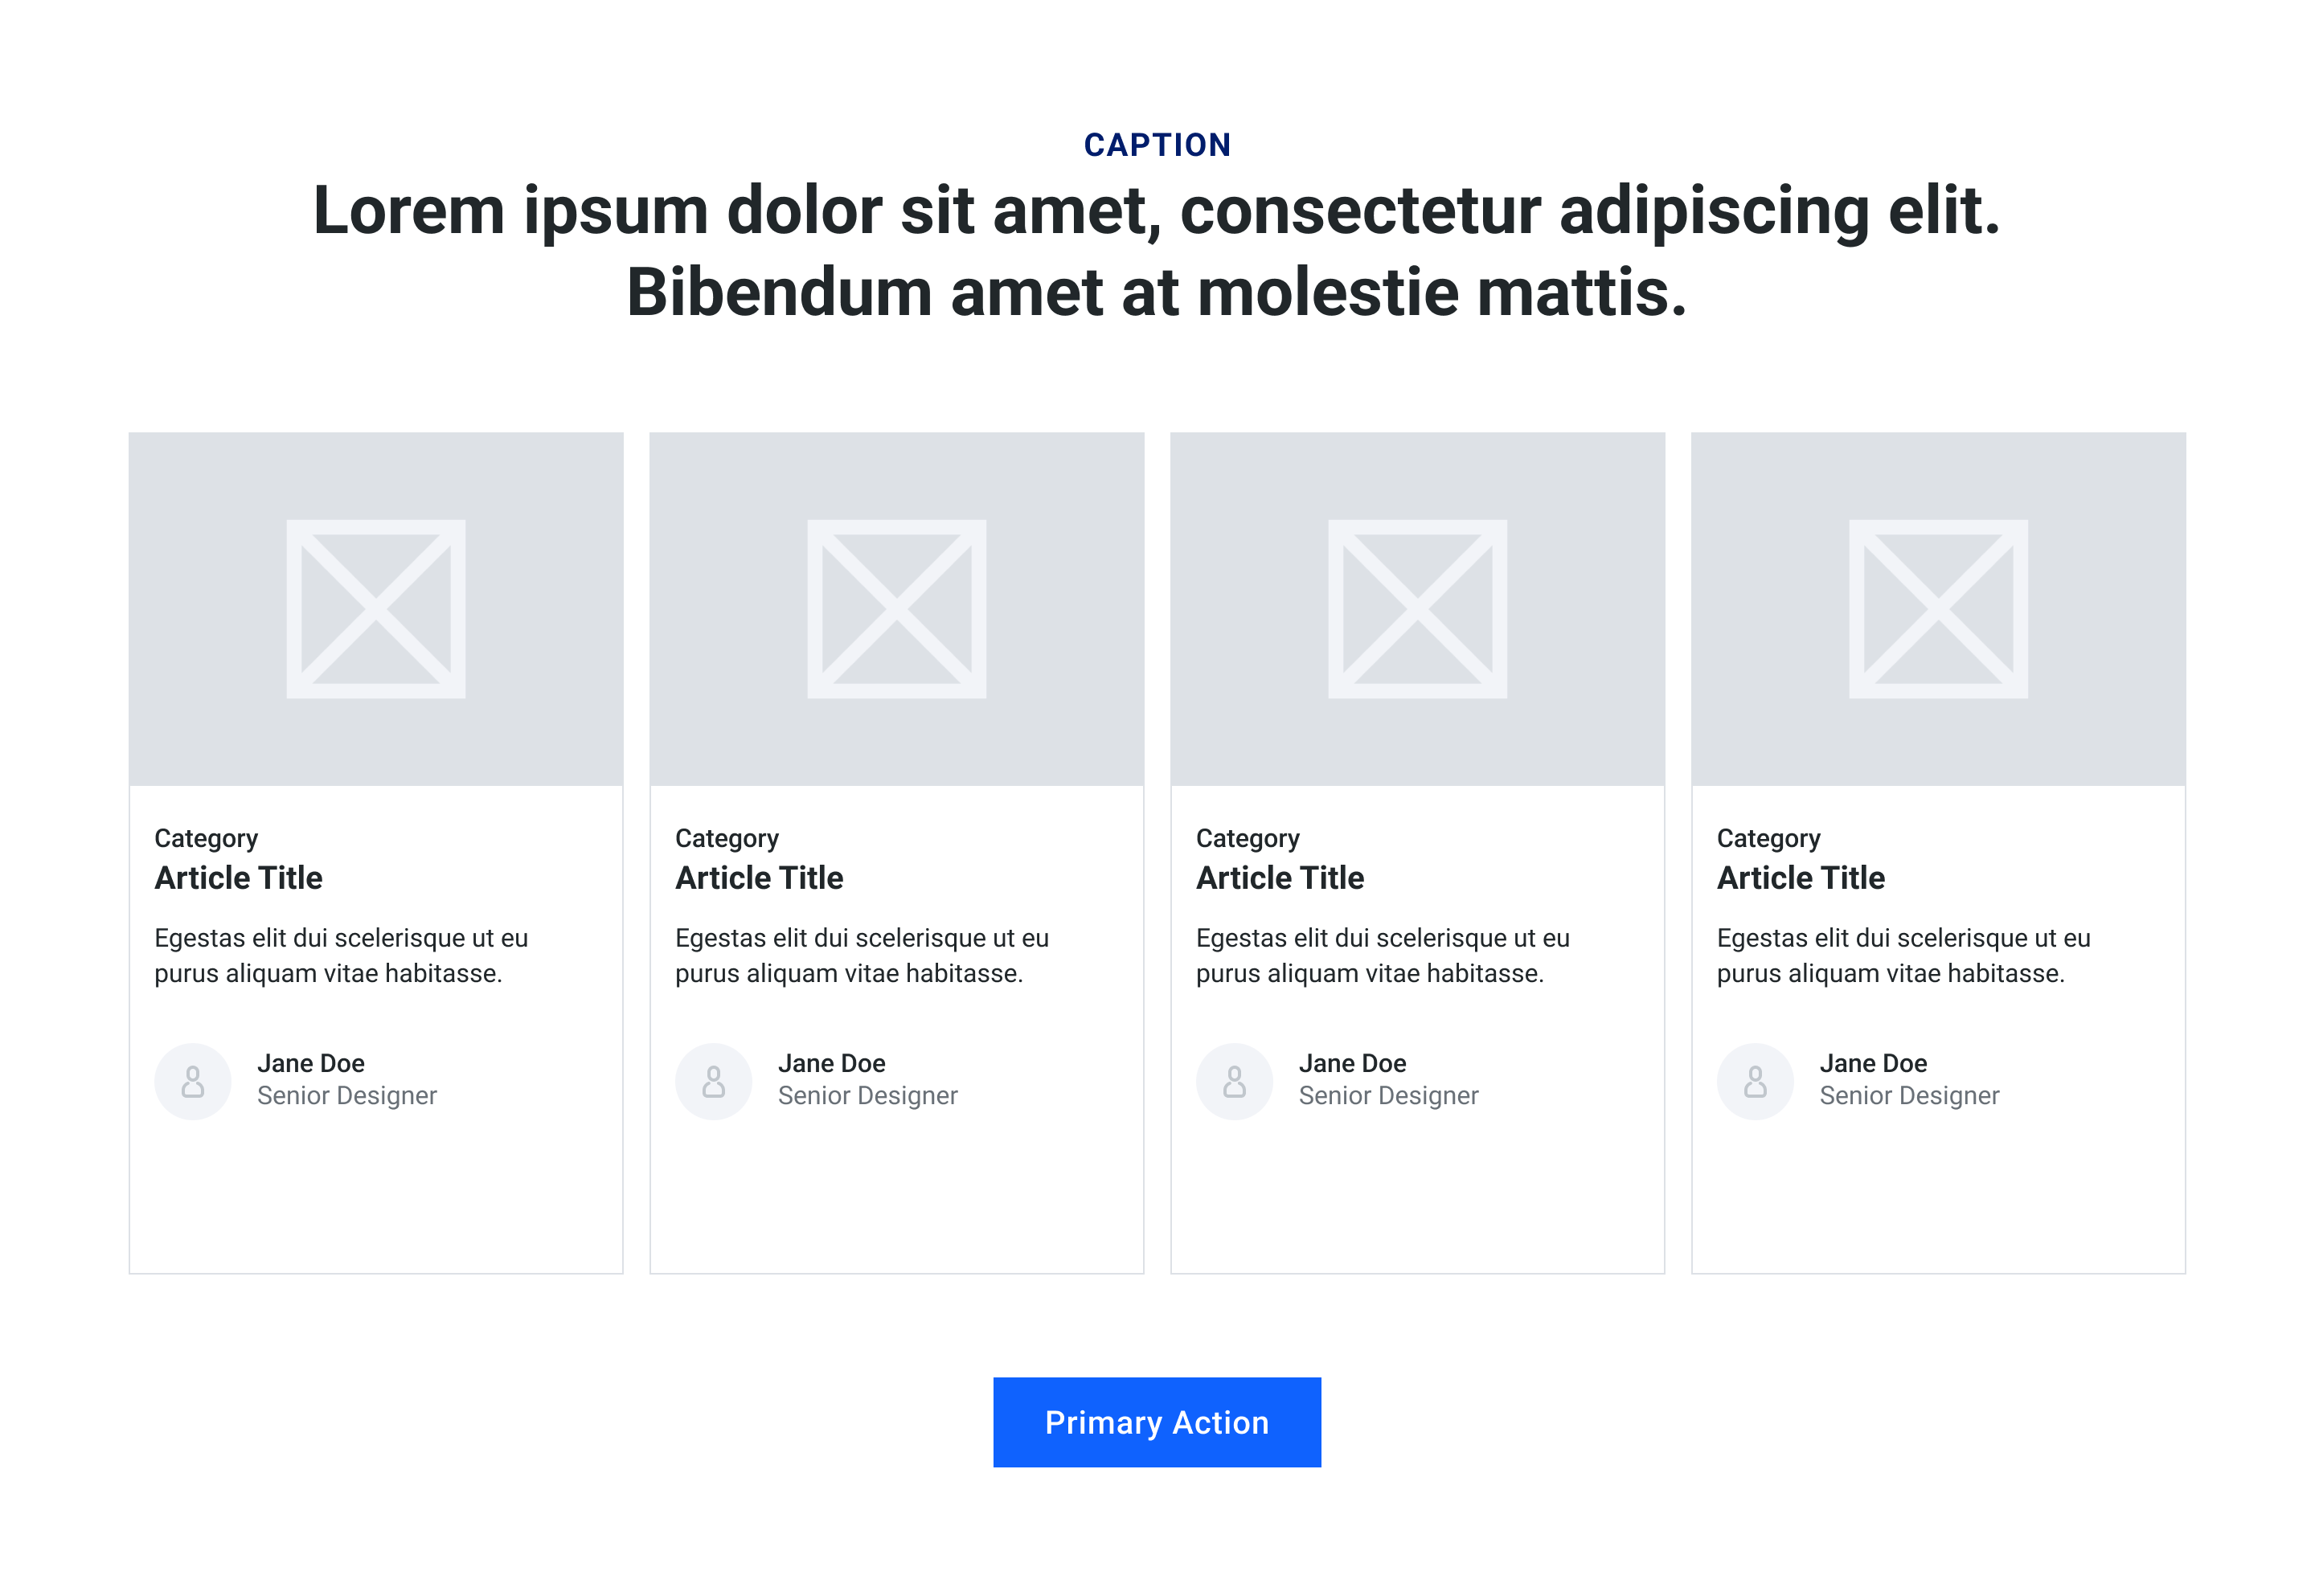 CAPTION
Lorem ipsum dolor sit amet, consectetur adipiscing elit.
Bibendum amet at molestie mattis.
Category
Article Title
Egestas elit dui scelerisque ut eu
purus aliquam vitae habitasse.
Jane Doe
Senior Designer
Category
Article Title
Egestas elit dui scelerisque ut eu
purus aliquam vitae habitasse.
Jane Doe
Senior Designer
Category
Article Title
Egestas elit dui scelerisque ut eu
purus aliquam vitae habitasse.
Jane Doe
Senior Designer
Category
Article Title
Egestas elit dui scelerisque ut eu
purus aliquam vitae habitasse.
Jane Doe
Senior Designer
Primary Action